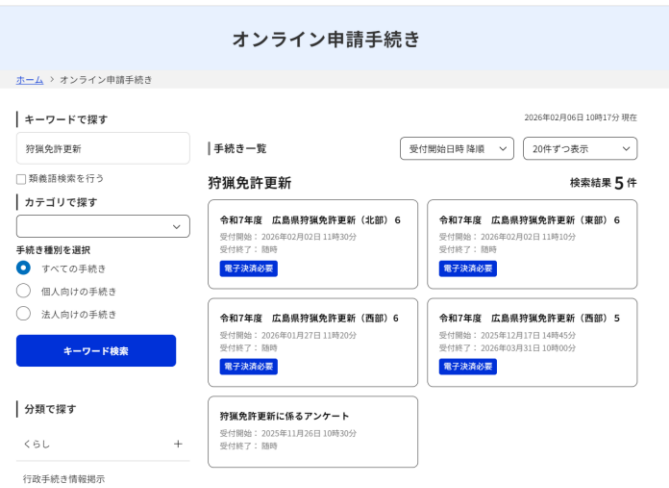 オンライン申請手続き
ホーム > オンライン申請手続き
キーワードで探す
狩猟免許更新
類義語検索を行う
カテゴリで探す
手続き種別を選択
すべての手続き
個人向けの手続き
法人向けの手続き
キーワード検索
分類で探す
くらし +
行政手続き情報掲示
2026年02月06日 10時17分 現在
手続き一覧
受付開始日時 降順
20件ずつ表示
狩猟免許更新
検索結果 5 件
令和7年度 広島県狩猟免許更新（北部）6
受付開始： 2026年02月02日 11時30分
受付終了： 随時
電子決済必要
令和7年度 広島県狩猟免許更新（東部）6
受付開始： 2026年02月02日 11時10分
受付終了： 随時
電子決済必要
令和7年度 広島県狩猟免許更新（西部）6
受付開始： 2026年01月27日 11時20分
受付終了： 随時
電子決済必要
令和7年度 広島県狩猟免許更新（西部）5
受付開始： 2025年12月17日 14時45分
受付終了： 2026年03月31日 10時00分
電子決済必要
狩猟免許更新に係るアンケート
受付開始： 2025年11月26日 10時30分
受付終了： 随時